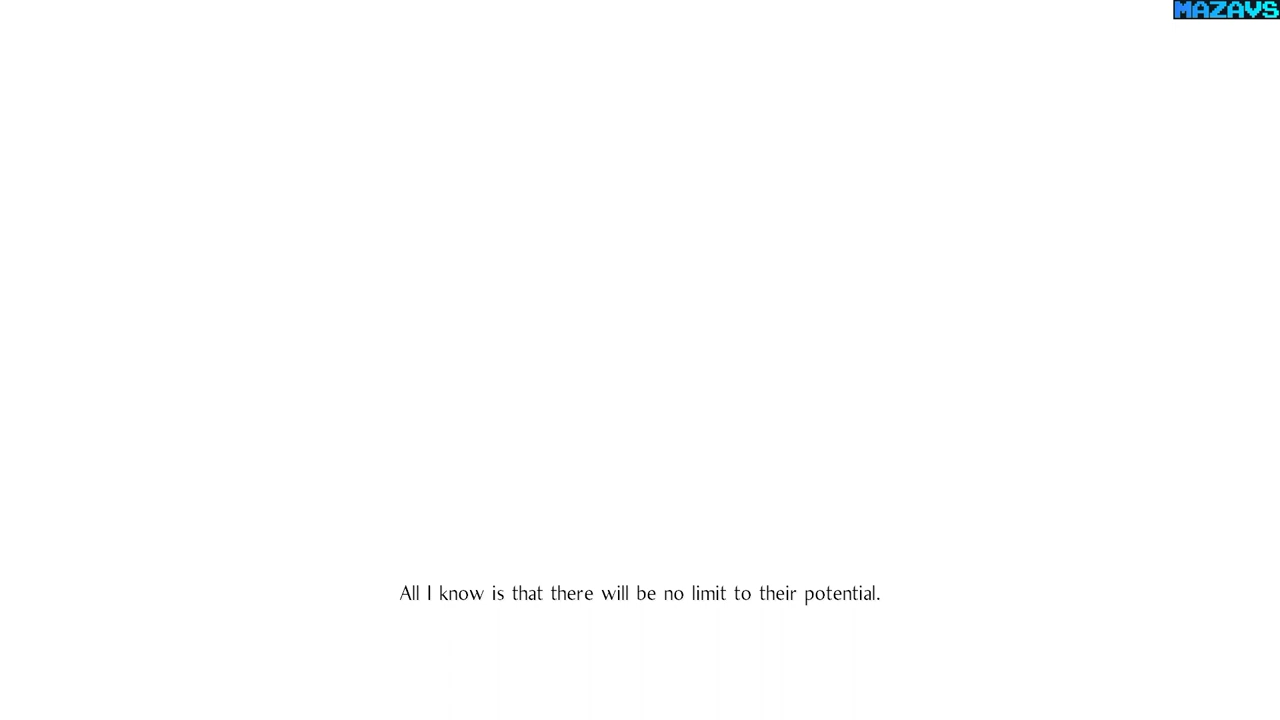 MAZAVS
All I know is that there will be no limit to their potential.